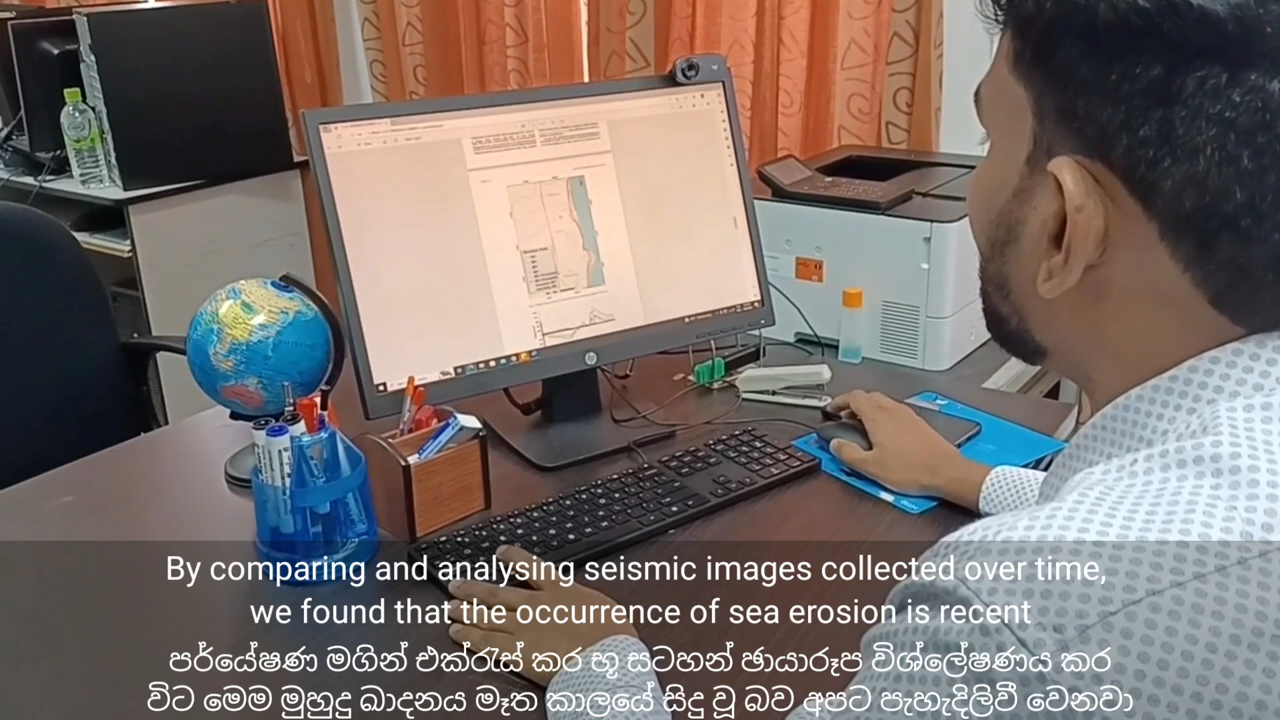 hp
By comparing and analysing seismic images collected over time,
we found that the occurrence of sea erosion is recent
පර්යේෂණ මගින් එක්රැස් කර භූ සටහන් ඡායාරූප විශ්ලේෂණය කර
විට මෙම මුහුදු ඛාදනය මෑත කාලයේ සිදු වූ බව අපට පැහැදිලිවී වෙනවා